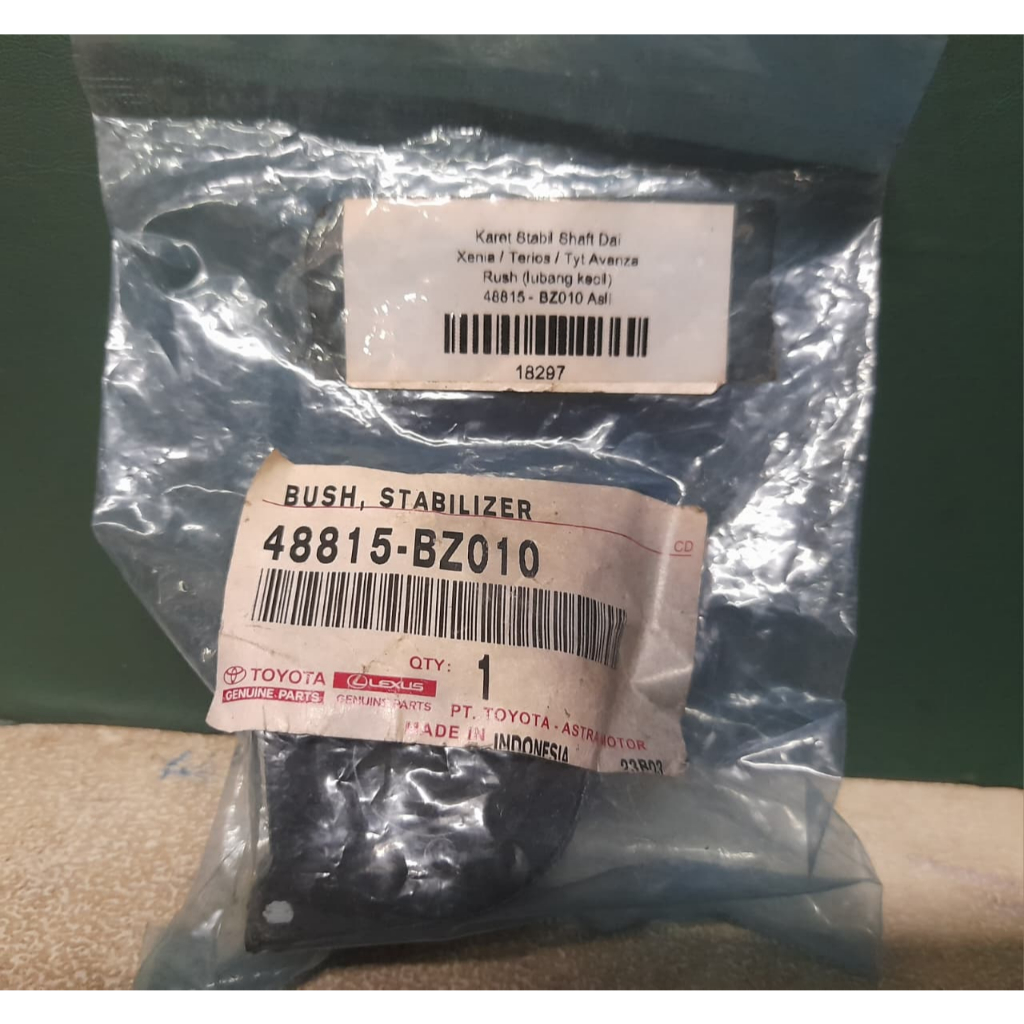 Karet Stabil Shaft Dai
Xenia / Terios / Tyt Avanza
Rush (lubang kecil)
48815 - BZ010 Asli
18297
BUSH, STABILIZER
CD
48815-BZ010
QTY: 1
TOYOTA
GENUINE PARTS
LEXUS
GENUINE PARTS
PT. TOYOTA - ASTRA MOTOR
MADE IN INDONESIA